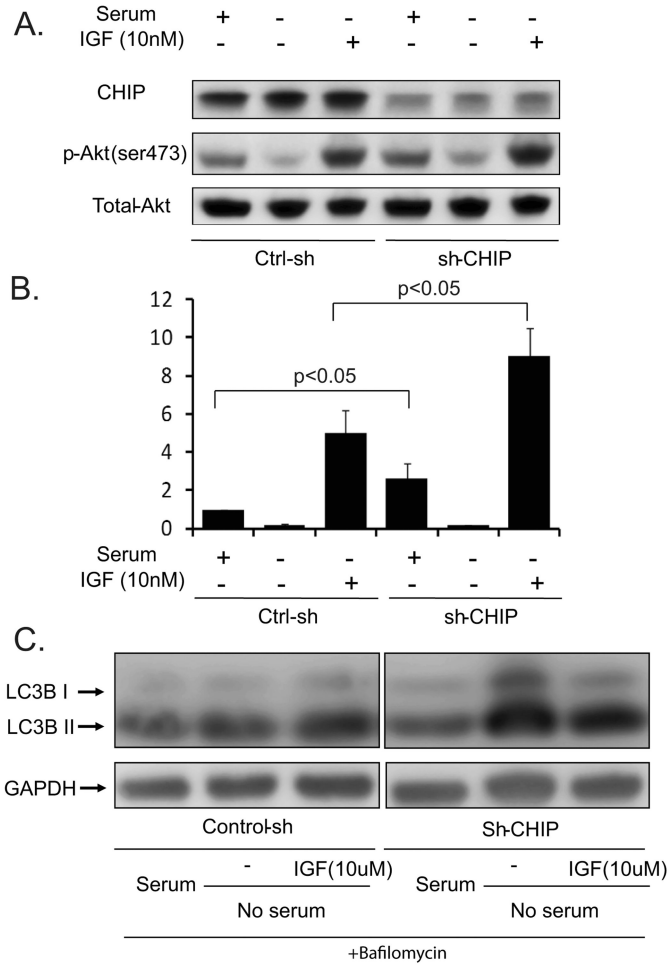 A.
Serum + - - + - -
IGF (10nM) - - + - - +
CHIP
p-Akt(ser473)
Total-Akt
Ctrl-sh sh-CHIP
B.
12
10
8
6
4
2
0
p<0.05
p<0.05
Serum + - - + - -
IGF (10nM) - - + - - +
Ctrl-sh sh-CHIP
C.
LC3B I
LC3B II
GAPDH
Control-sh Sh-CHIP
Serum - IGF(10uM) Serum - IGF(10uM)
No serum No serum
+Bafilomycin